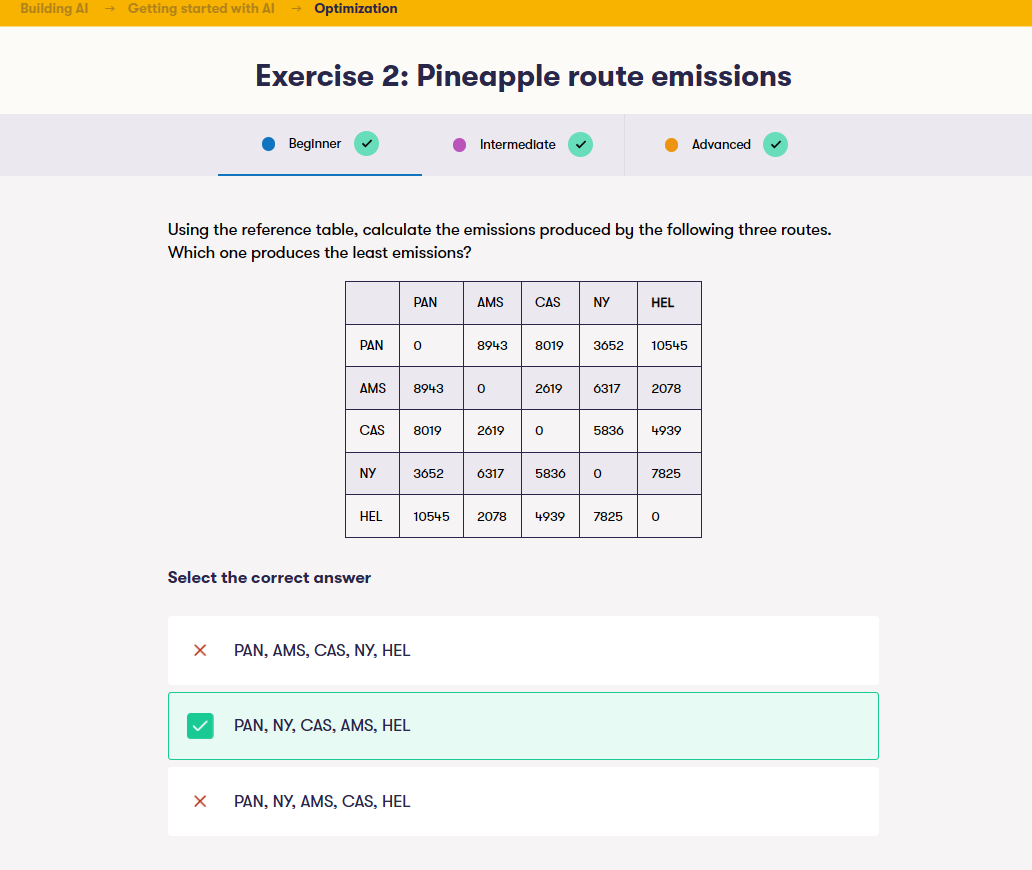 Building AI → Getting started with AI → Optimization
Exercise 2: Pineapple route emissions
Beginner Intermediate Advanced
Using the reference table, calculate the emissions produced by the following three routes.
Which one produces the least emissions?
PAN AMS CAS NY HEL
PAN 0 8943 8019 3652 10545
AMS 8943 0 2619 6317 2078
CAS 8019 2619 0 5836 4939
NY 3652 6317 5836 0 7825
HEL 10545 2078 4939 7825 0
Select the correct answer
PAN, AMS, CAS, NY, HEL
PAN, NY, CAS, AMS, HEL
PAN, NY, AMS, CAS, HEL